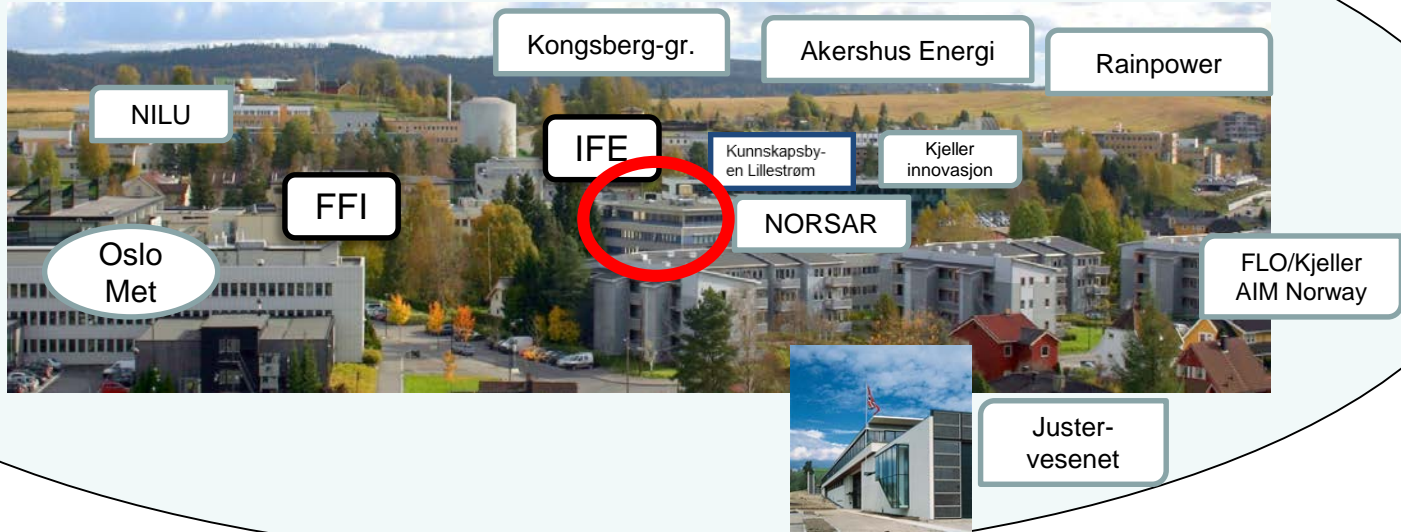 Kongsberg-gr.
Akershus Energi
Rainpower
NILU
IFE
Kunnskapsby-
en Lillestrøm
Kjeller
innovasjon
FFI
NORSAR
Oslo
Met
FLO/Kjeller
AIM Norway
Juster-
vesenet